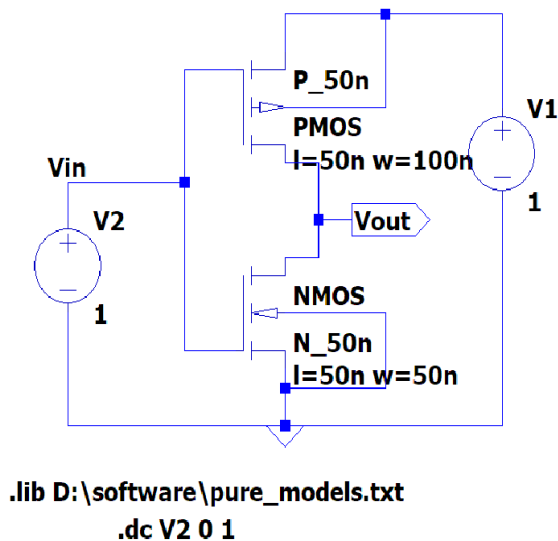 P_50n
V1
PMOS
l=50n w=100n
Vin
V2
Vout
1
NMOS
1
N_50n
l=50n w=50n
.lib D:\software\pure_models.txt
.dc V2 0 1